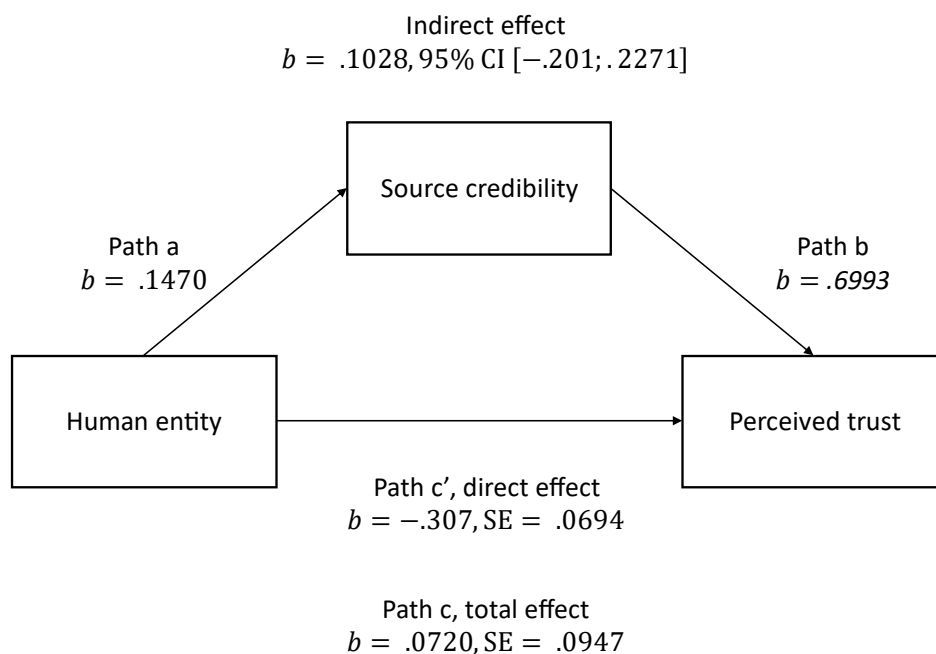 Indirect effect
b = .1028, 95% CI [−.201; .2271]
Source credibility
Path a
b = .1470
Path b
b = .6993
Human entity
Perceived trust
Path c’, direct effect
b = −.307, SE = .0694
Path c, total effect
b = .0720, SE = .0947